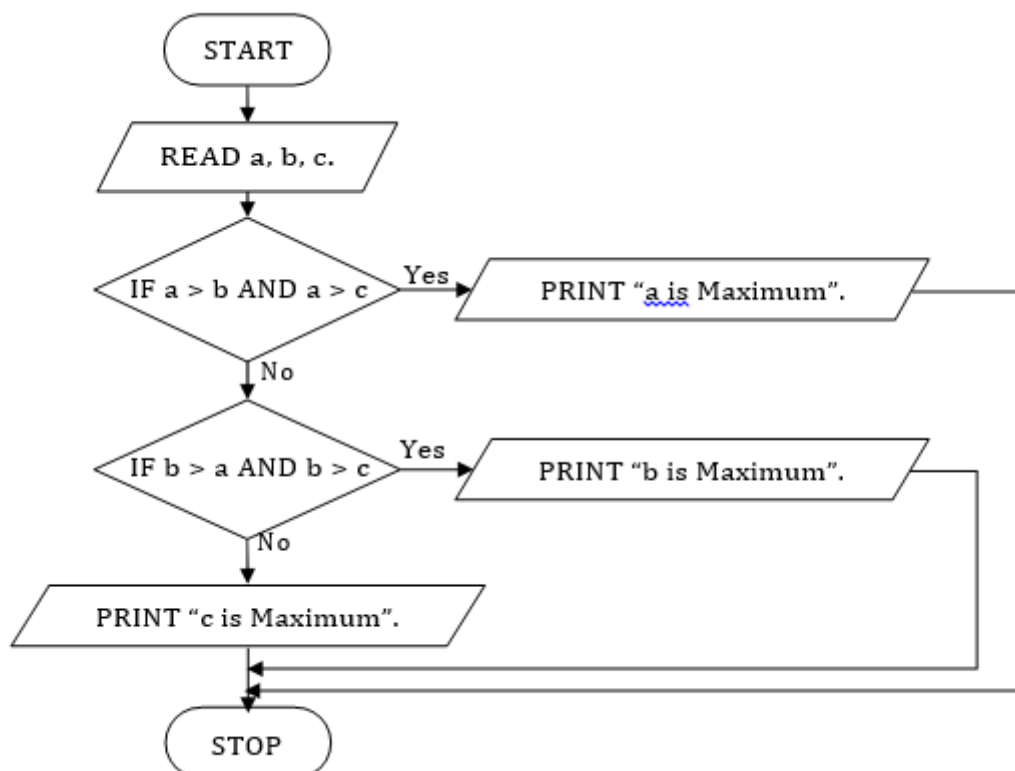 START
READ a, b, c.
IF a > b AND a > c
Yes
PRINT “a is Maximum”.
No
IF b > a AND b > c
Yes
PRINT “b is Maximum”.
No
PRINT “c is Maximum”.
STOP